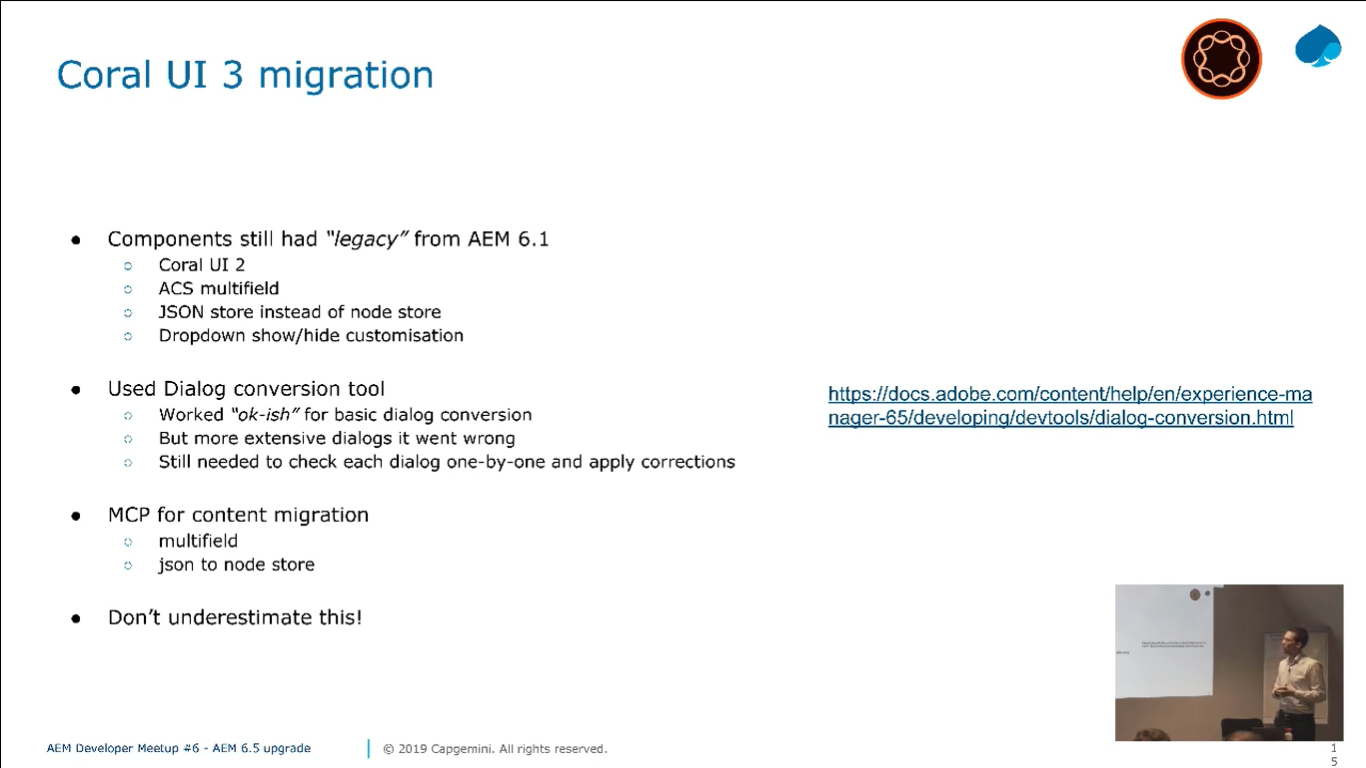 Coral UI 3 migration
● Components still had “legacy” from AEM 6.1
○ Coral UI 2
○ ACS multifield
○ JSON store instead of node store
○ Dropdown show/hide customisation
● Used Dialog conversion tool
○ Worked “ok-ish” for basic dialog conversion
○ But more extensive dialogs it went wrong
○ Still needed to check each dialog one-by-one and apply corrections
https://docs.adobe.com/content/help/en/experience-ma
nager-65/developing/devtools/dialog-conversion.html
● MCP for content migration
○ multifield
○ json to node store
● Don’t underestimate this!
AEM Developer Meetup #6 - AEM 6.5 upgrade
© 2019 Capgemini. All rights reserved.
1
5